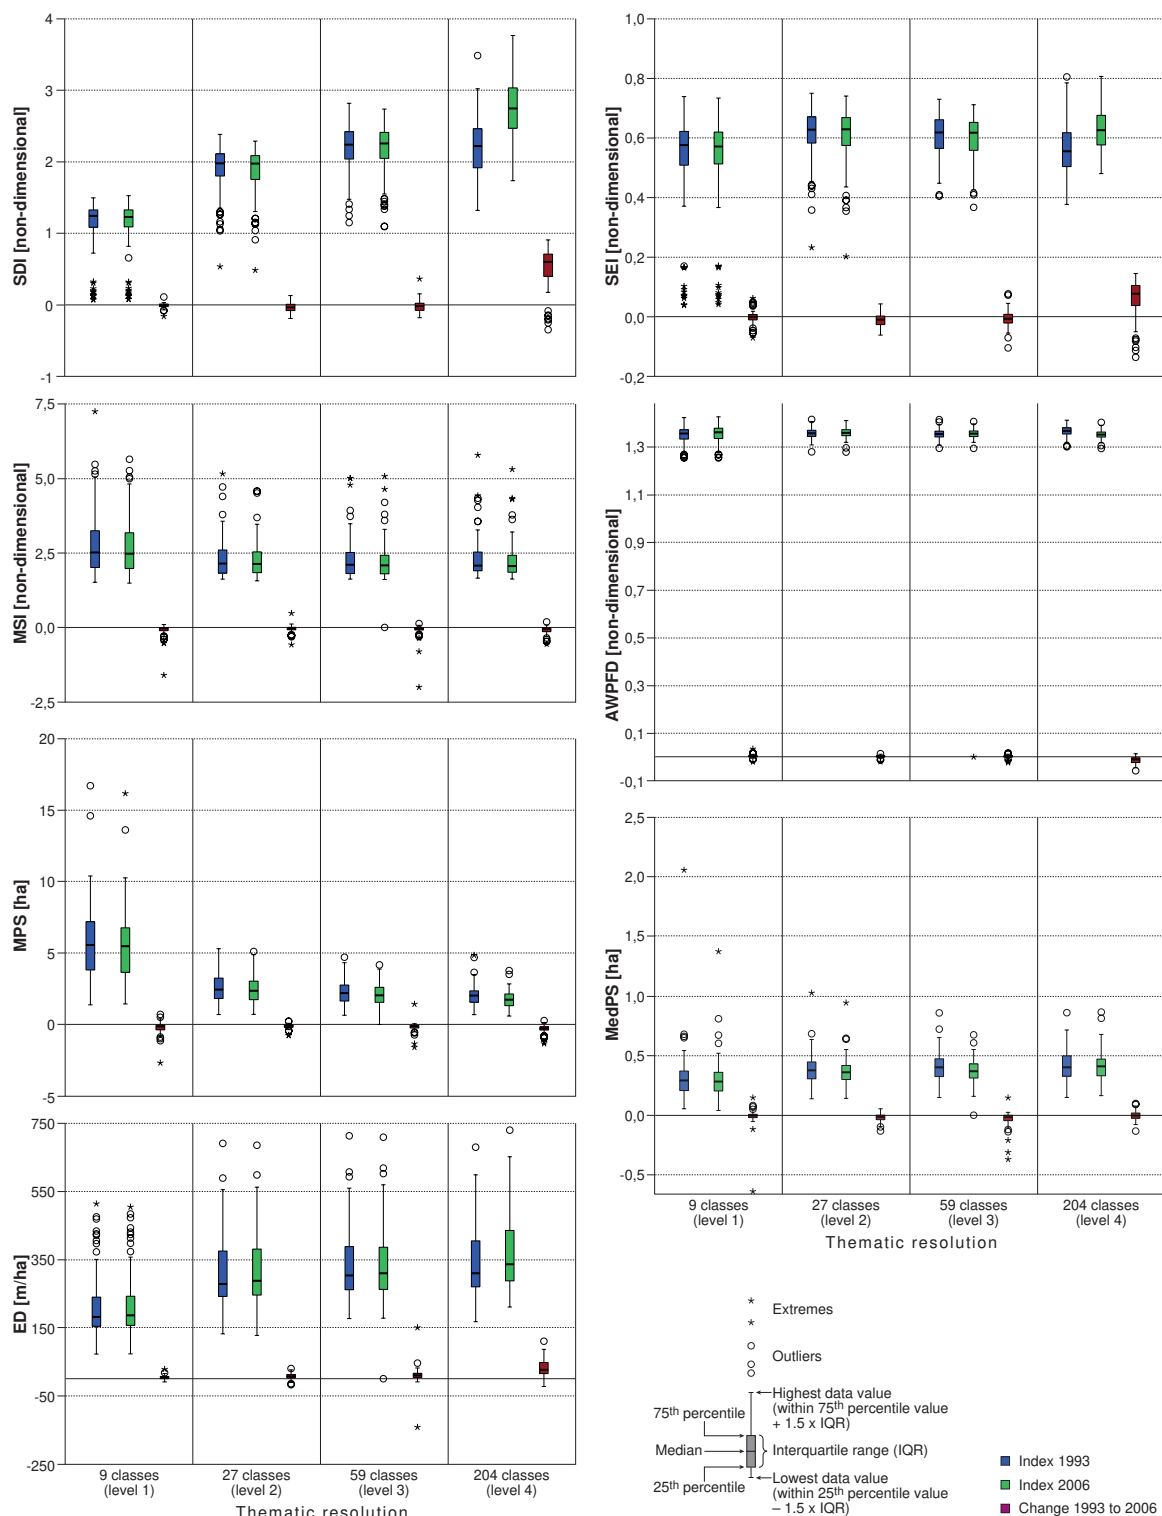 SDI [non-dimensional]
4
3
2
1
0
-1
SEI [non-dimensional]
1,0
0,8
0,6
0,4
0,2
0,0
-0,2
MSI [non-dimensional]
7,5
5,0
2,5
0,0
-2,5
AWPFD [non-dimensional]
1,3
1,1
0,9
0,7
0,5
0,3
0,1
-0,1
MPS [ha]
20
15
10
5
0
-5
MedPS [ha]
2,5
2,0
1,5
1,0
0,5
0,0
-0,5
9 classes
(level 1)
27 classes
(level 2)
59 classes
(level 3)
204 classes
(level 4)
Thematic resolution
ED [m/ha]
750
550
350
150
-50
-250
9 classes
(level 1)
27 classes
(level 2)
59 classes
(level 3)
204 classes
(level 4)
Thematic resolution
Extremes
Outliers
Highest data value
(within 75th percentile value
+ 1.5 x IQR)
75th percentile
Median
Interquartile range (IQR)
25th percentile
Lowest data value
(within 25th percentile value
– 1.5 x IQR)
Index 1993
Index 2006
Change 1993 to 2006